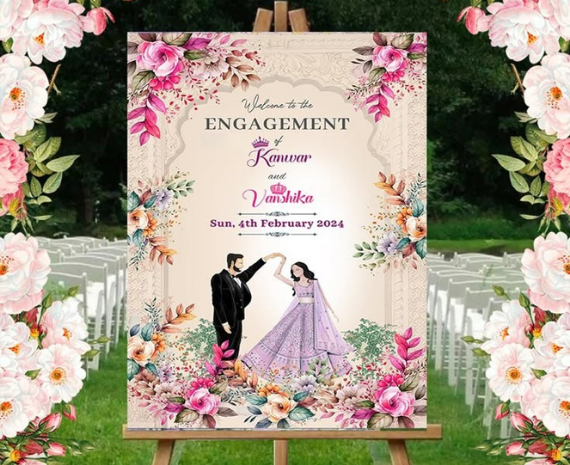 Welcome to the
ENGAGEMENT
of
Kanwar
and
Vanshika
Sun, 4th February 2024